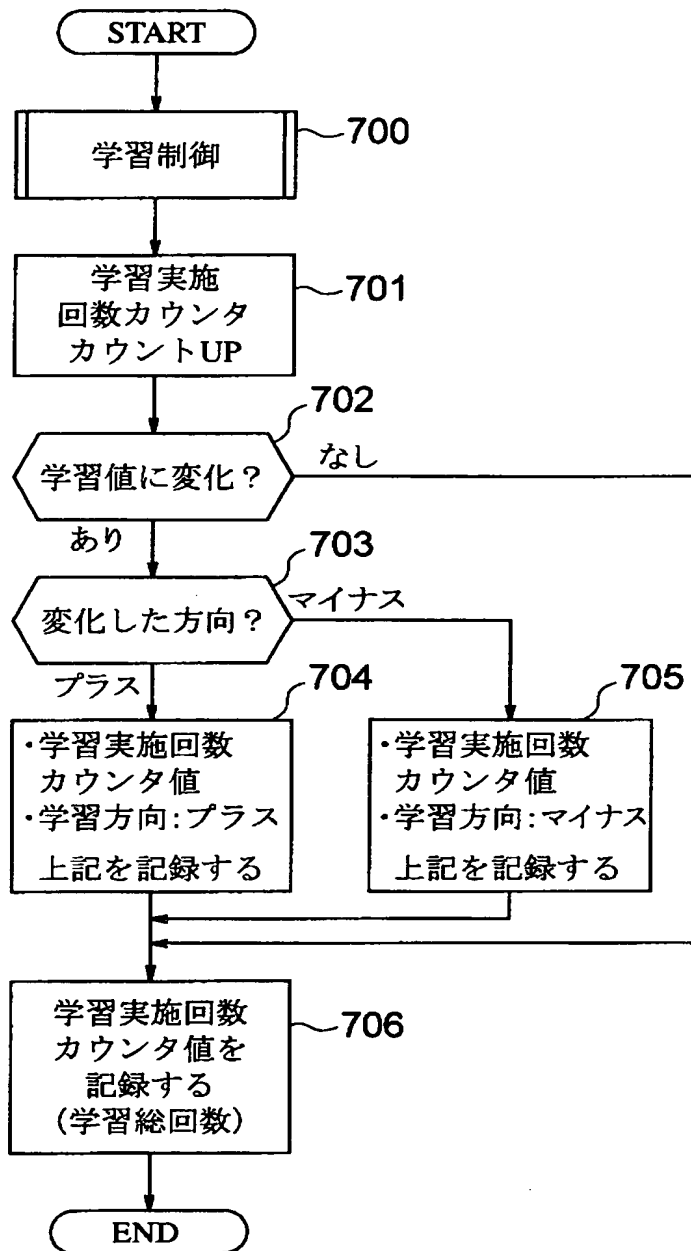 START
学習制御
700
学習実施
回数カウンタ
カウントUP
701
702
学習値に変化?
なし
あり
703
変化した方向?
マイナス
プラス
704
・学習実施回数
カウンタ値
・学習方向:プラス
上記を記録する
705
・学習実施回数
カウンタ値
・学習方向:マイナス
上記を記録する
学習実施回数
カウンタ値を
記録する
(学習総回数)
706
END